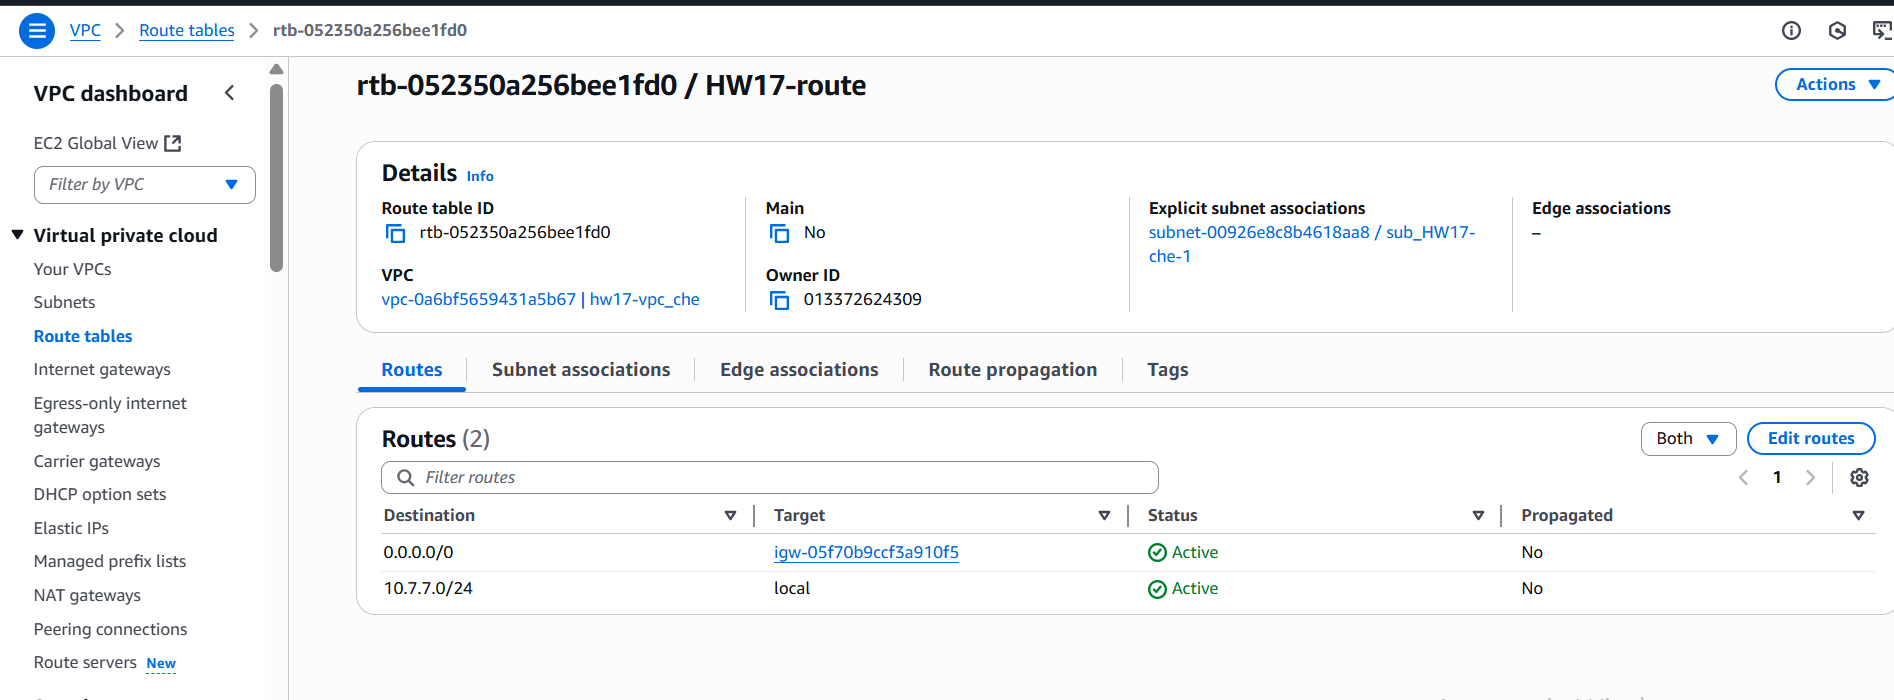 VPC > Route tables > rtb-052350a256bee1fd0
VPC dashboard
EC2 Global View
Filter by VPC
Virtual private cloud
Your VPCs
Subnets
Route tables
Internet gateways
Egress-only internet
gateways
Carrier gateways
DHCP option sets
Elastic IPs
Managed prefix lists
NAT gateways
Peering connections
Route servers New
rtb-052350a256bee1fd0 / HW17-route
Actions
Details Info
Route table ID
rtb-052350a256bee1fd0
Main
No
Explicit subnet associations
subnet-00926e8c8b4618aa8 / sub_HW17-
che-1
Edge associations
–
VPC
vpc-0a6bf5659431a5b67 | hw17-vpc_che
Owner ID
013372624309
Routes Subnet associations Edge associations Route propagation Tags
Routes (2)
Both Edit routes
Filter routes
1
Destination Target Status Propagated
0.0.0.0/0 igw-05f70b9ccf3a910f5 Active No
10.7.7.0/24 local Active No